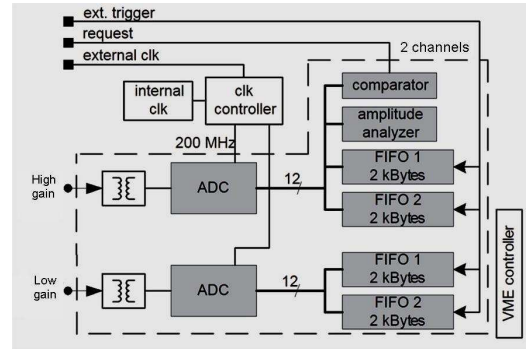 ext. trigger
request
external clk
2 channels
internal
clk
clk
controller
comparator
amplitude
analyzer
200 MHz
High
gain
ADC
12
FIFO 1
2 kBytes
FIFO 2
2 kBytes
Low
gain
ADC
12
FIFO 1
2 kBytes
FIFO 2
2 kBytes
VME controller